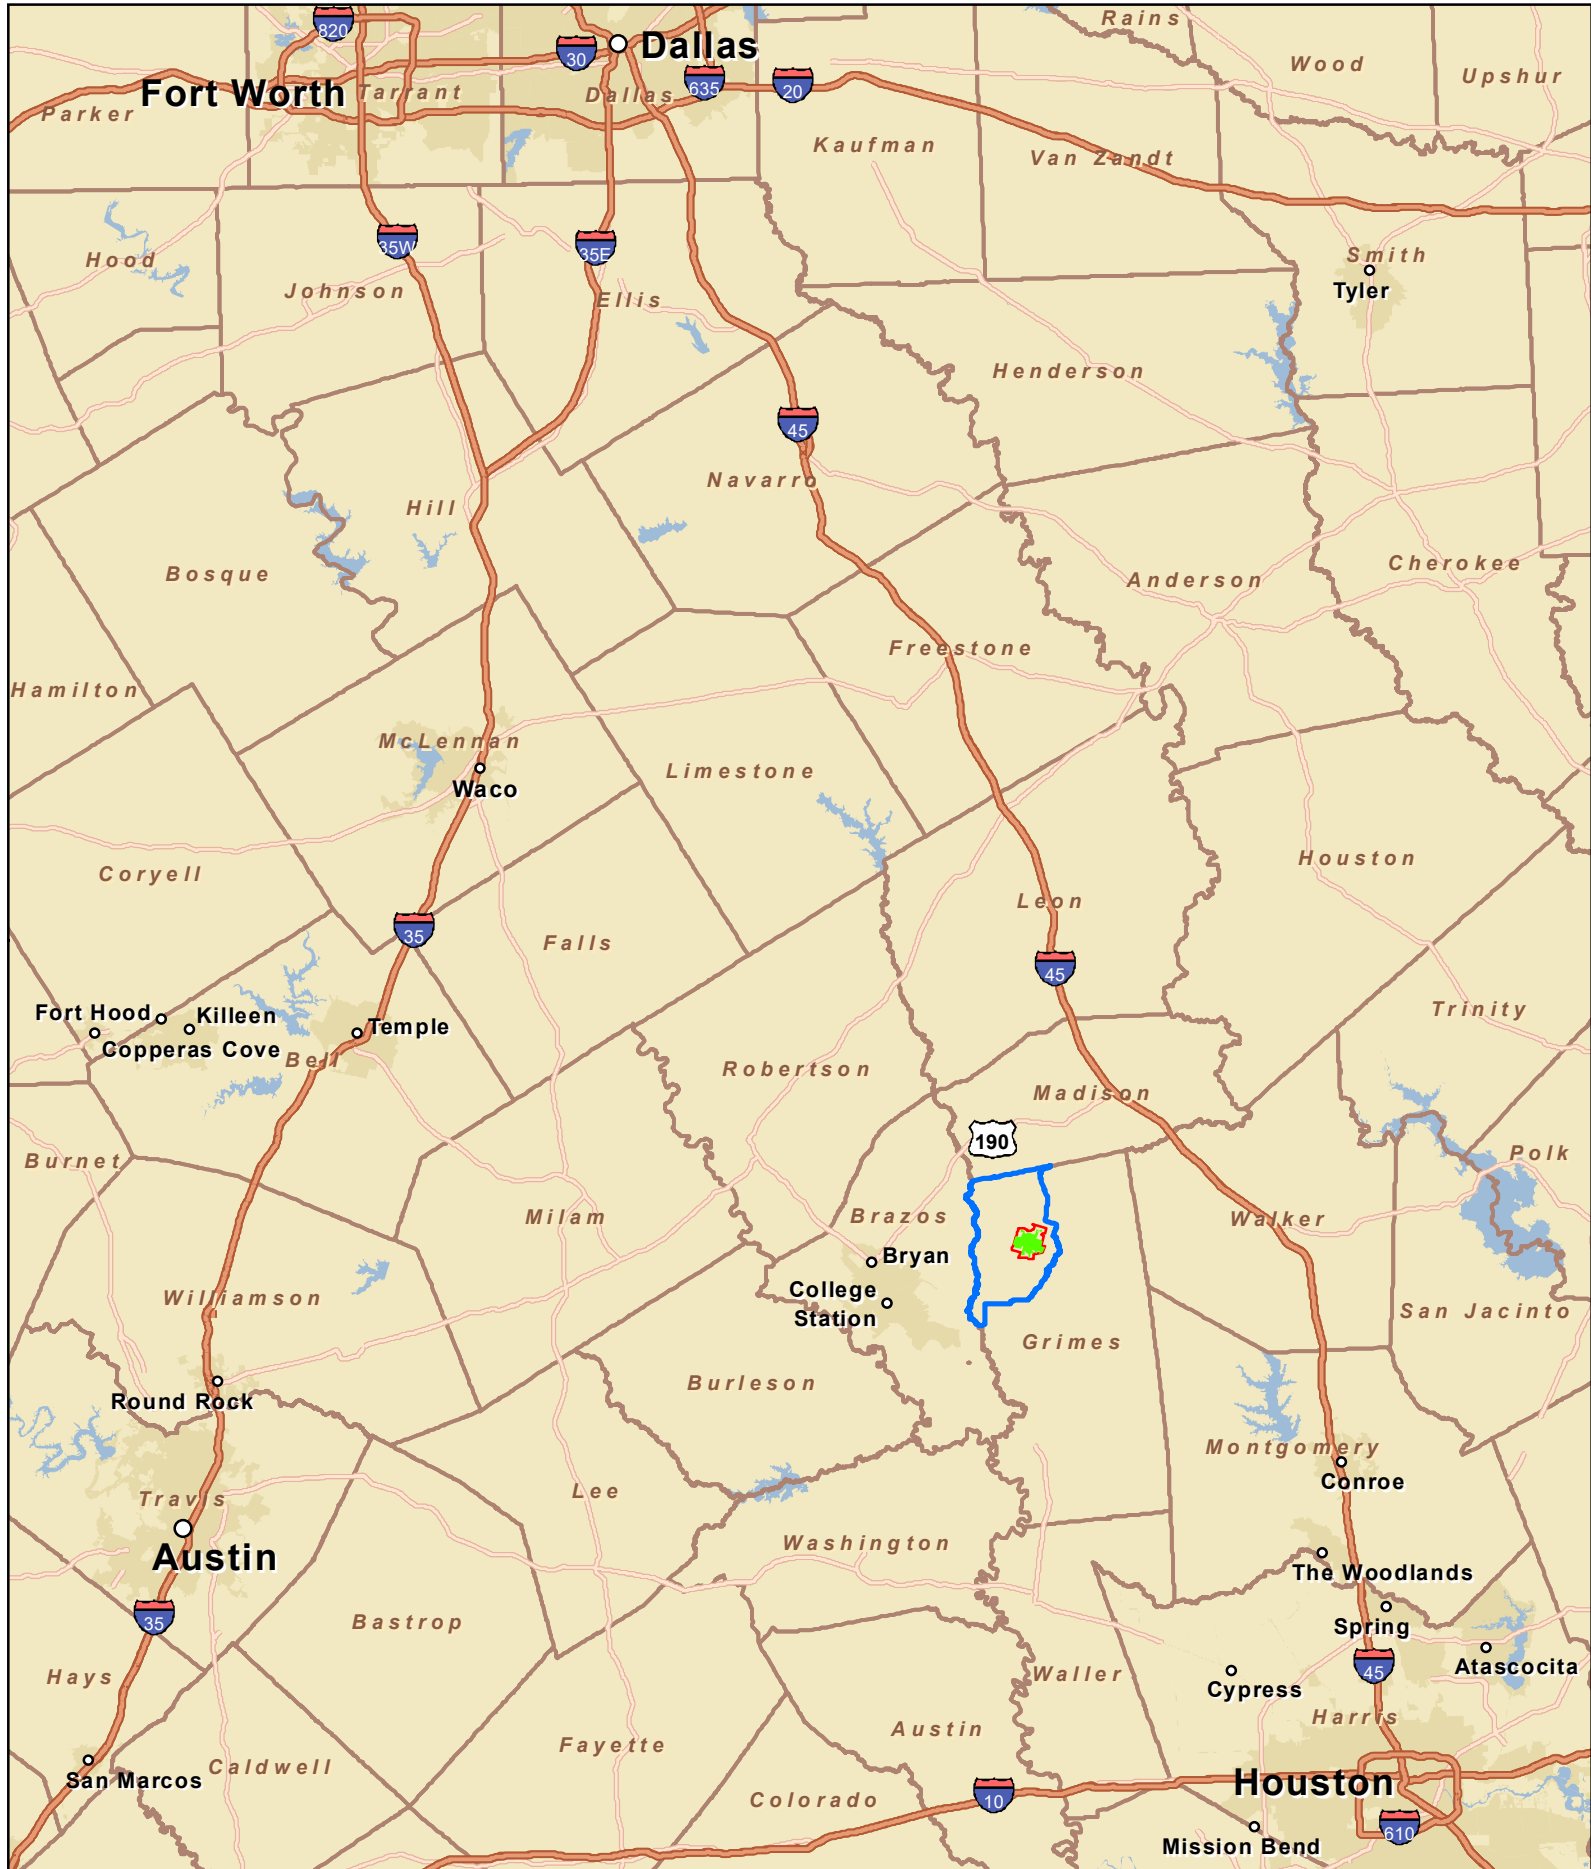 Rains
820
Dallas
30
Wood
Upshur
635
20
Fort Worth
Tarrant
Dallas
Parker
Kaufman
Van Zandt
35W
35E
Hood
Smith
Tyler
Johnson
Ellis
Henderson
45
Navarro
Hill
Bosque
Anderson
Cherokee
Freestone
Hamilton
McLennan
Waco
Limestone
Houston
Coryell
Leon
35
Falls
45
Fort Hood
Killeen
Temple
Copperas Cove
Bell
Trinity
Robertson
Madison
190
Burnet
Polk
Milam
Brazos
Walker
Bryan
College
Station
Williamson
San Jacinto
Grimes
Burleson
Round Rock
Montgomery
Conroe
Travis
Lee
Austin
Washington
The Woodlands
35
Bastrop
Spring
Hays
Waller
45
Atascocita
Cypress
Harris
Austin
Fayette
Caldwell
San Marcos
Houston
Colorado
10
610
Mission Bend